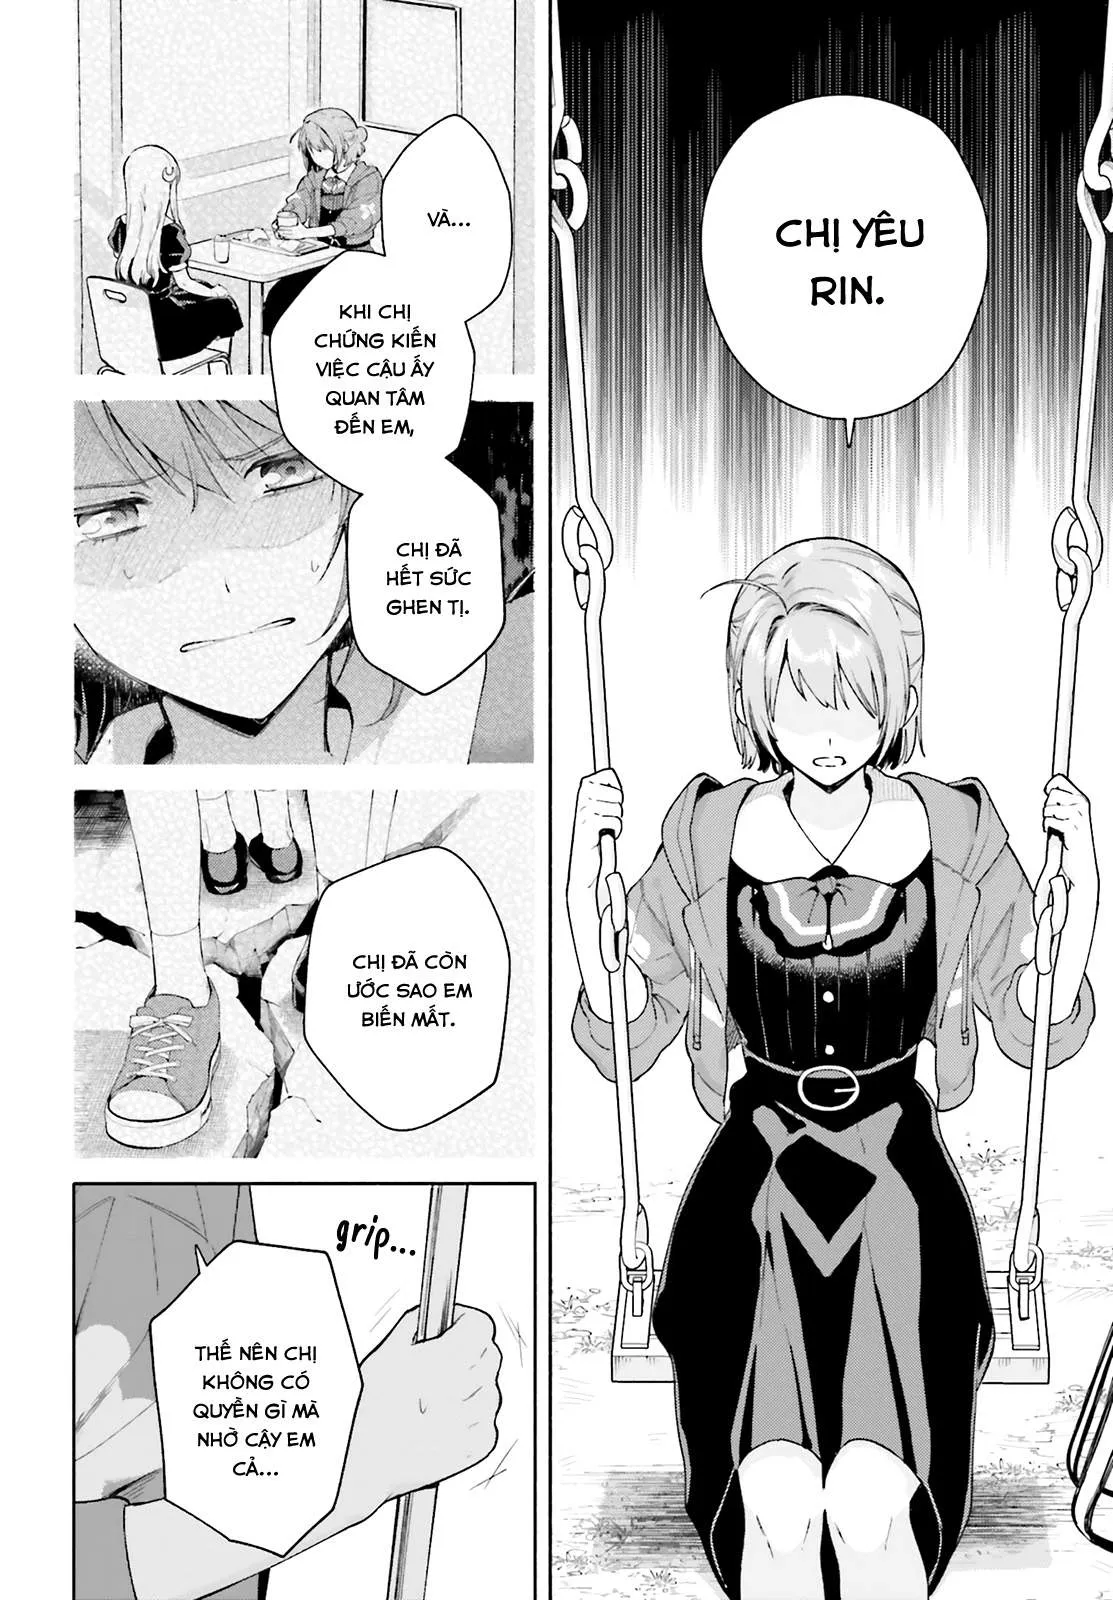 CHỊ YÊU
RIN.
VÀ...
KHI CHỊ
CHỨNG KIẾN
VIỆC CẬU ẤY
QUAN TÂM
ĐẾN EM,
CHỊ ĐÃ
HẾT SỨC
GHEN TỊ.
CHỊ ĐÃ CÒN
ƯỚC SAO EM
BIẾN MẤT.
grip...
THẾ NÊN CHỊ
KHÔNG CÓ
QUYỀN GÌ MÀ
NHỜ CẬY EM
CẢ...